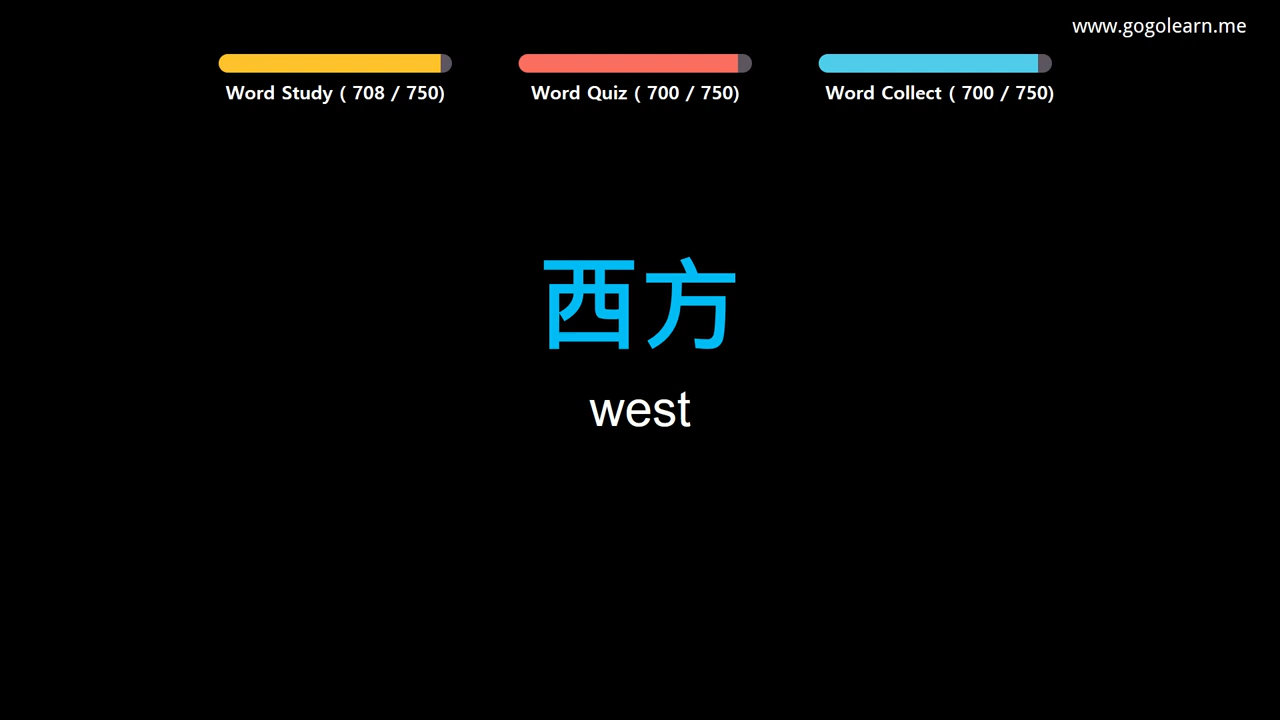 www.gogolearn.me
Word Study ( 708 / 750)
Word Quiz ( 700 / 750)
Word Collect ( 700 / 750)
西方
west